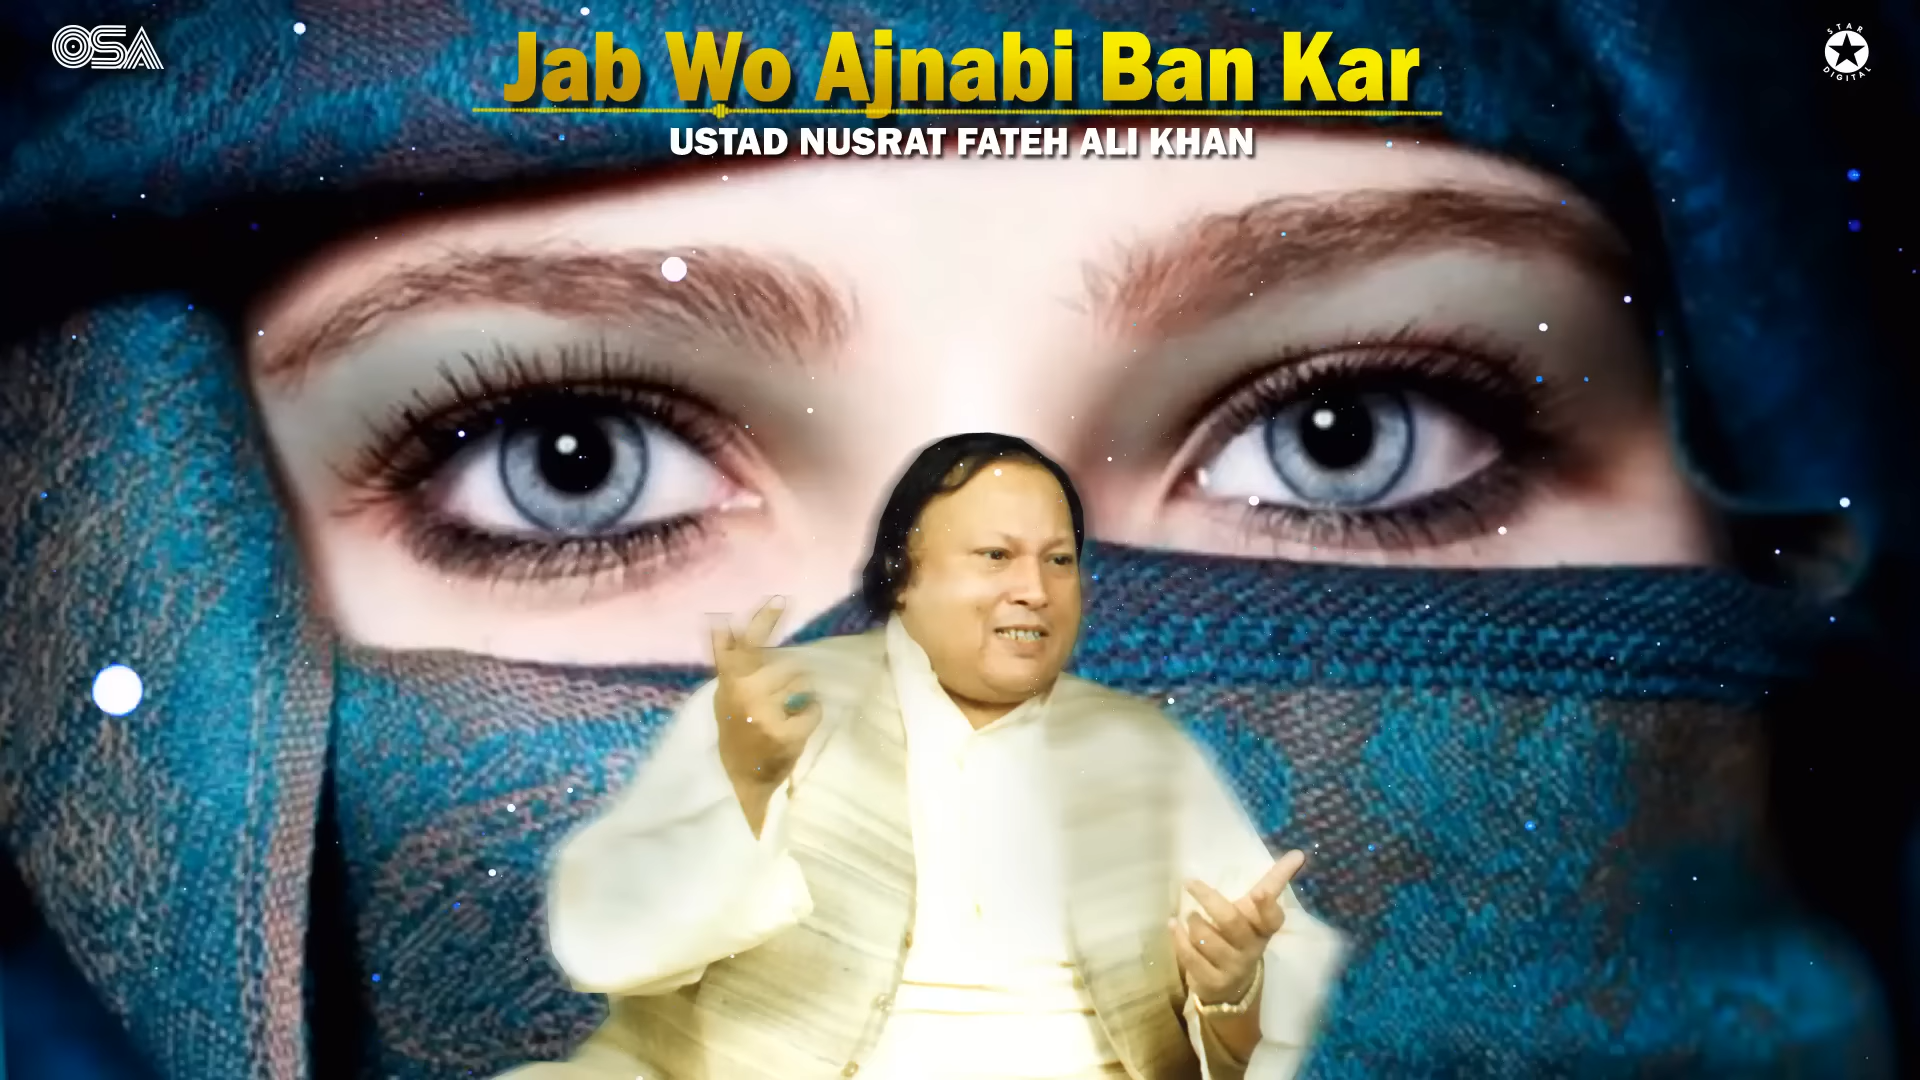 OSA
Jab Wo Ajnabi Ban Kar
STAR
DIGITAL
USTAD NUSRAT FATEH ALI KHAN